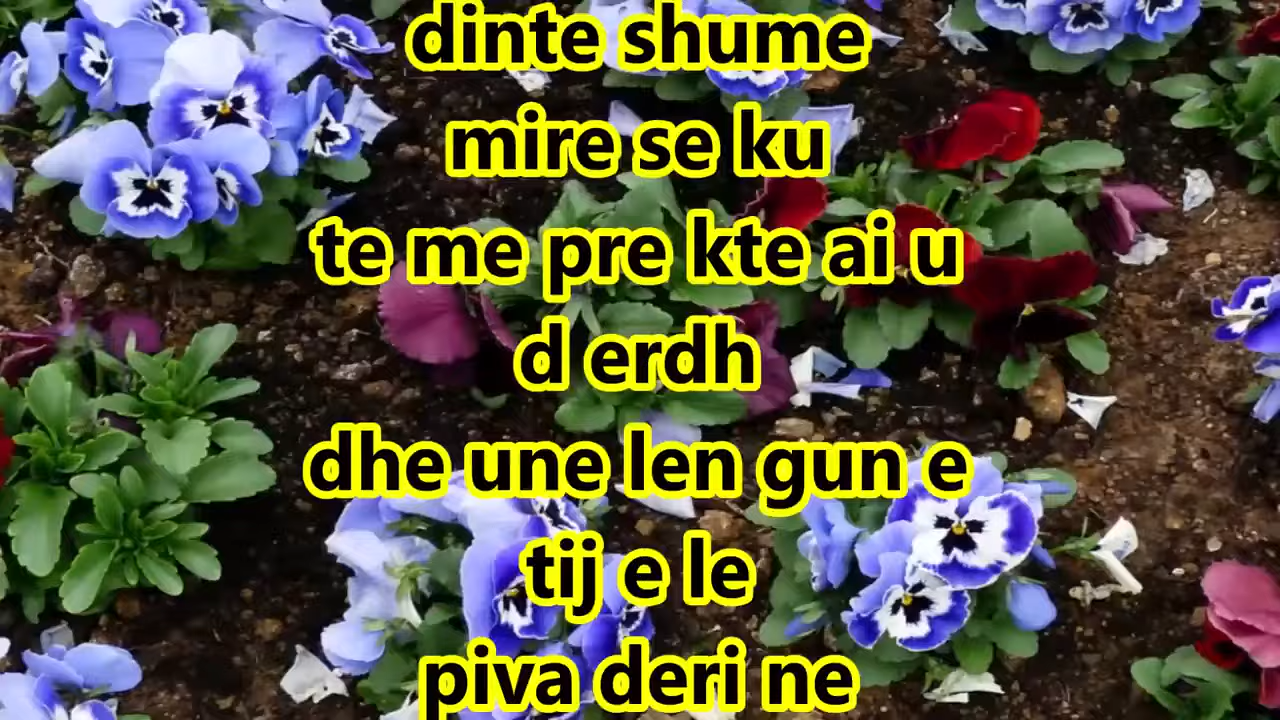 dinte shume
mire se ku
te me pre kte ai u
d erdh
dhe une len gun e
tij e le
piva deri ne